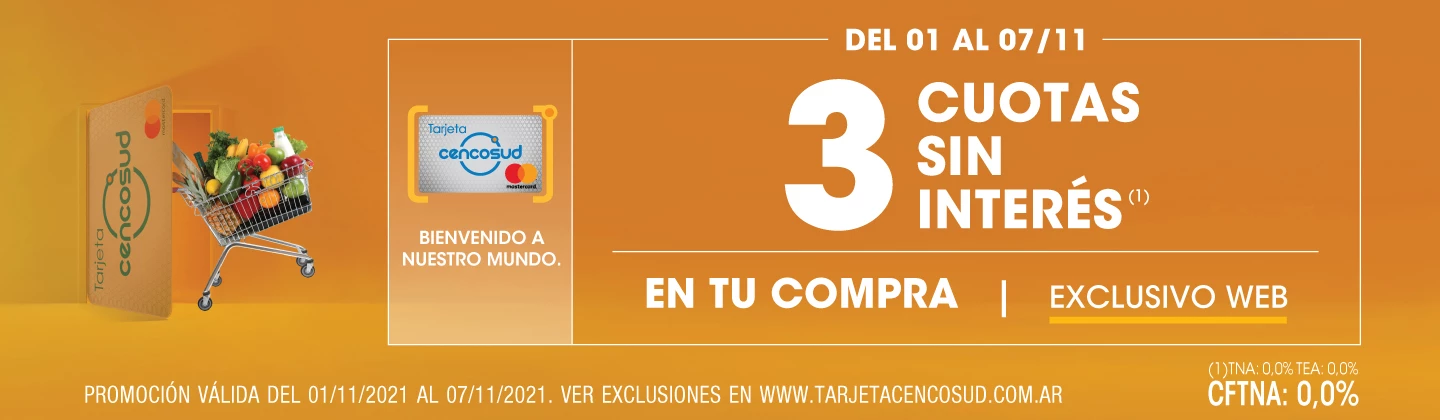 Tarjeta
cencosud
mastercard
Tarjeta
cencosud
mastercard.
BIENVENIDO A
NUESTRO MUNDO.
DEL 01 AL 07/11
3 CUOTAS
SIN
INTERÉS (1)
EN TU COMPRA | EXCLUSIVO WEB
PROMOCIÓN VÁLIDA DEL 01/11/2021 AL 07/11/2021. VER EXCLUSIONES EN WWW.TARJETACENCOSUD.COM.AR
(1)TNA: 0,0% TEA: 0,0%
CFTNA: 0,0%